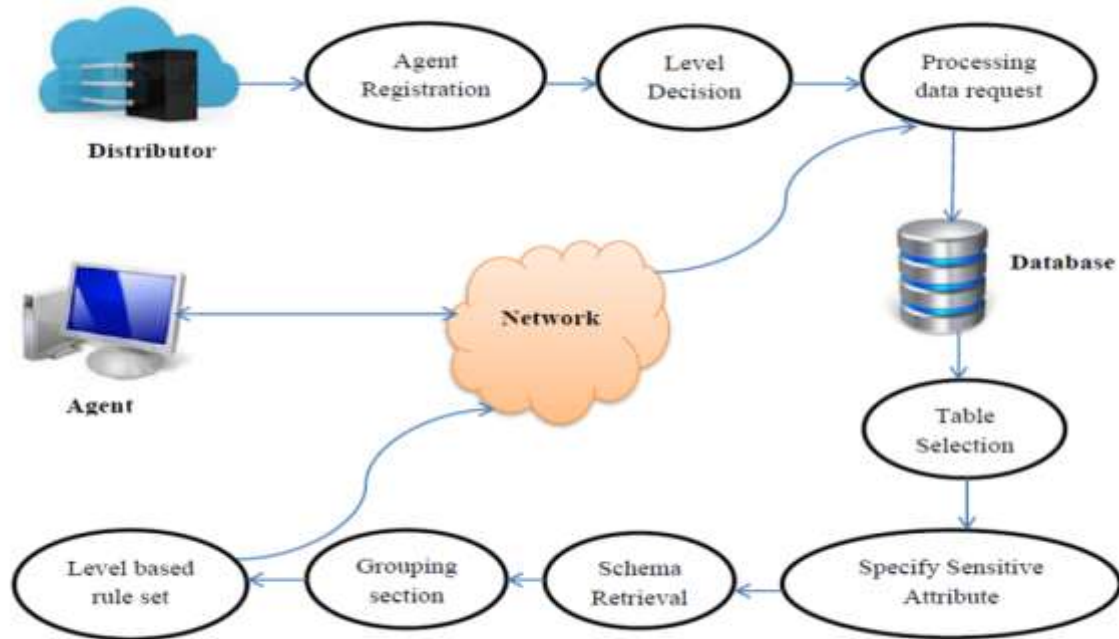 Agent
Registration
Level
Decision
Processing
data request
Distributor
Database
Network
Agent
Table
Selection
Level based
rule set
Grouping
section
Schema
Retrieval
Specify Sensitive
Attribute